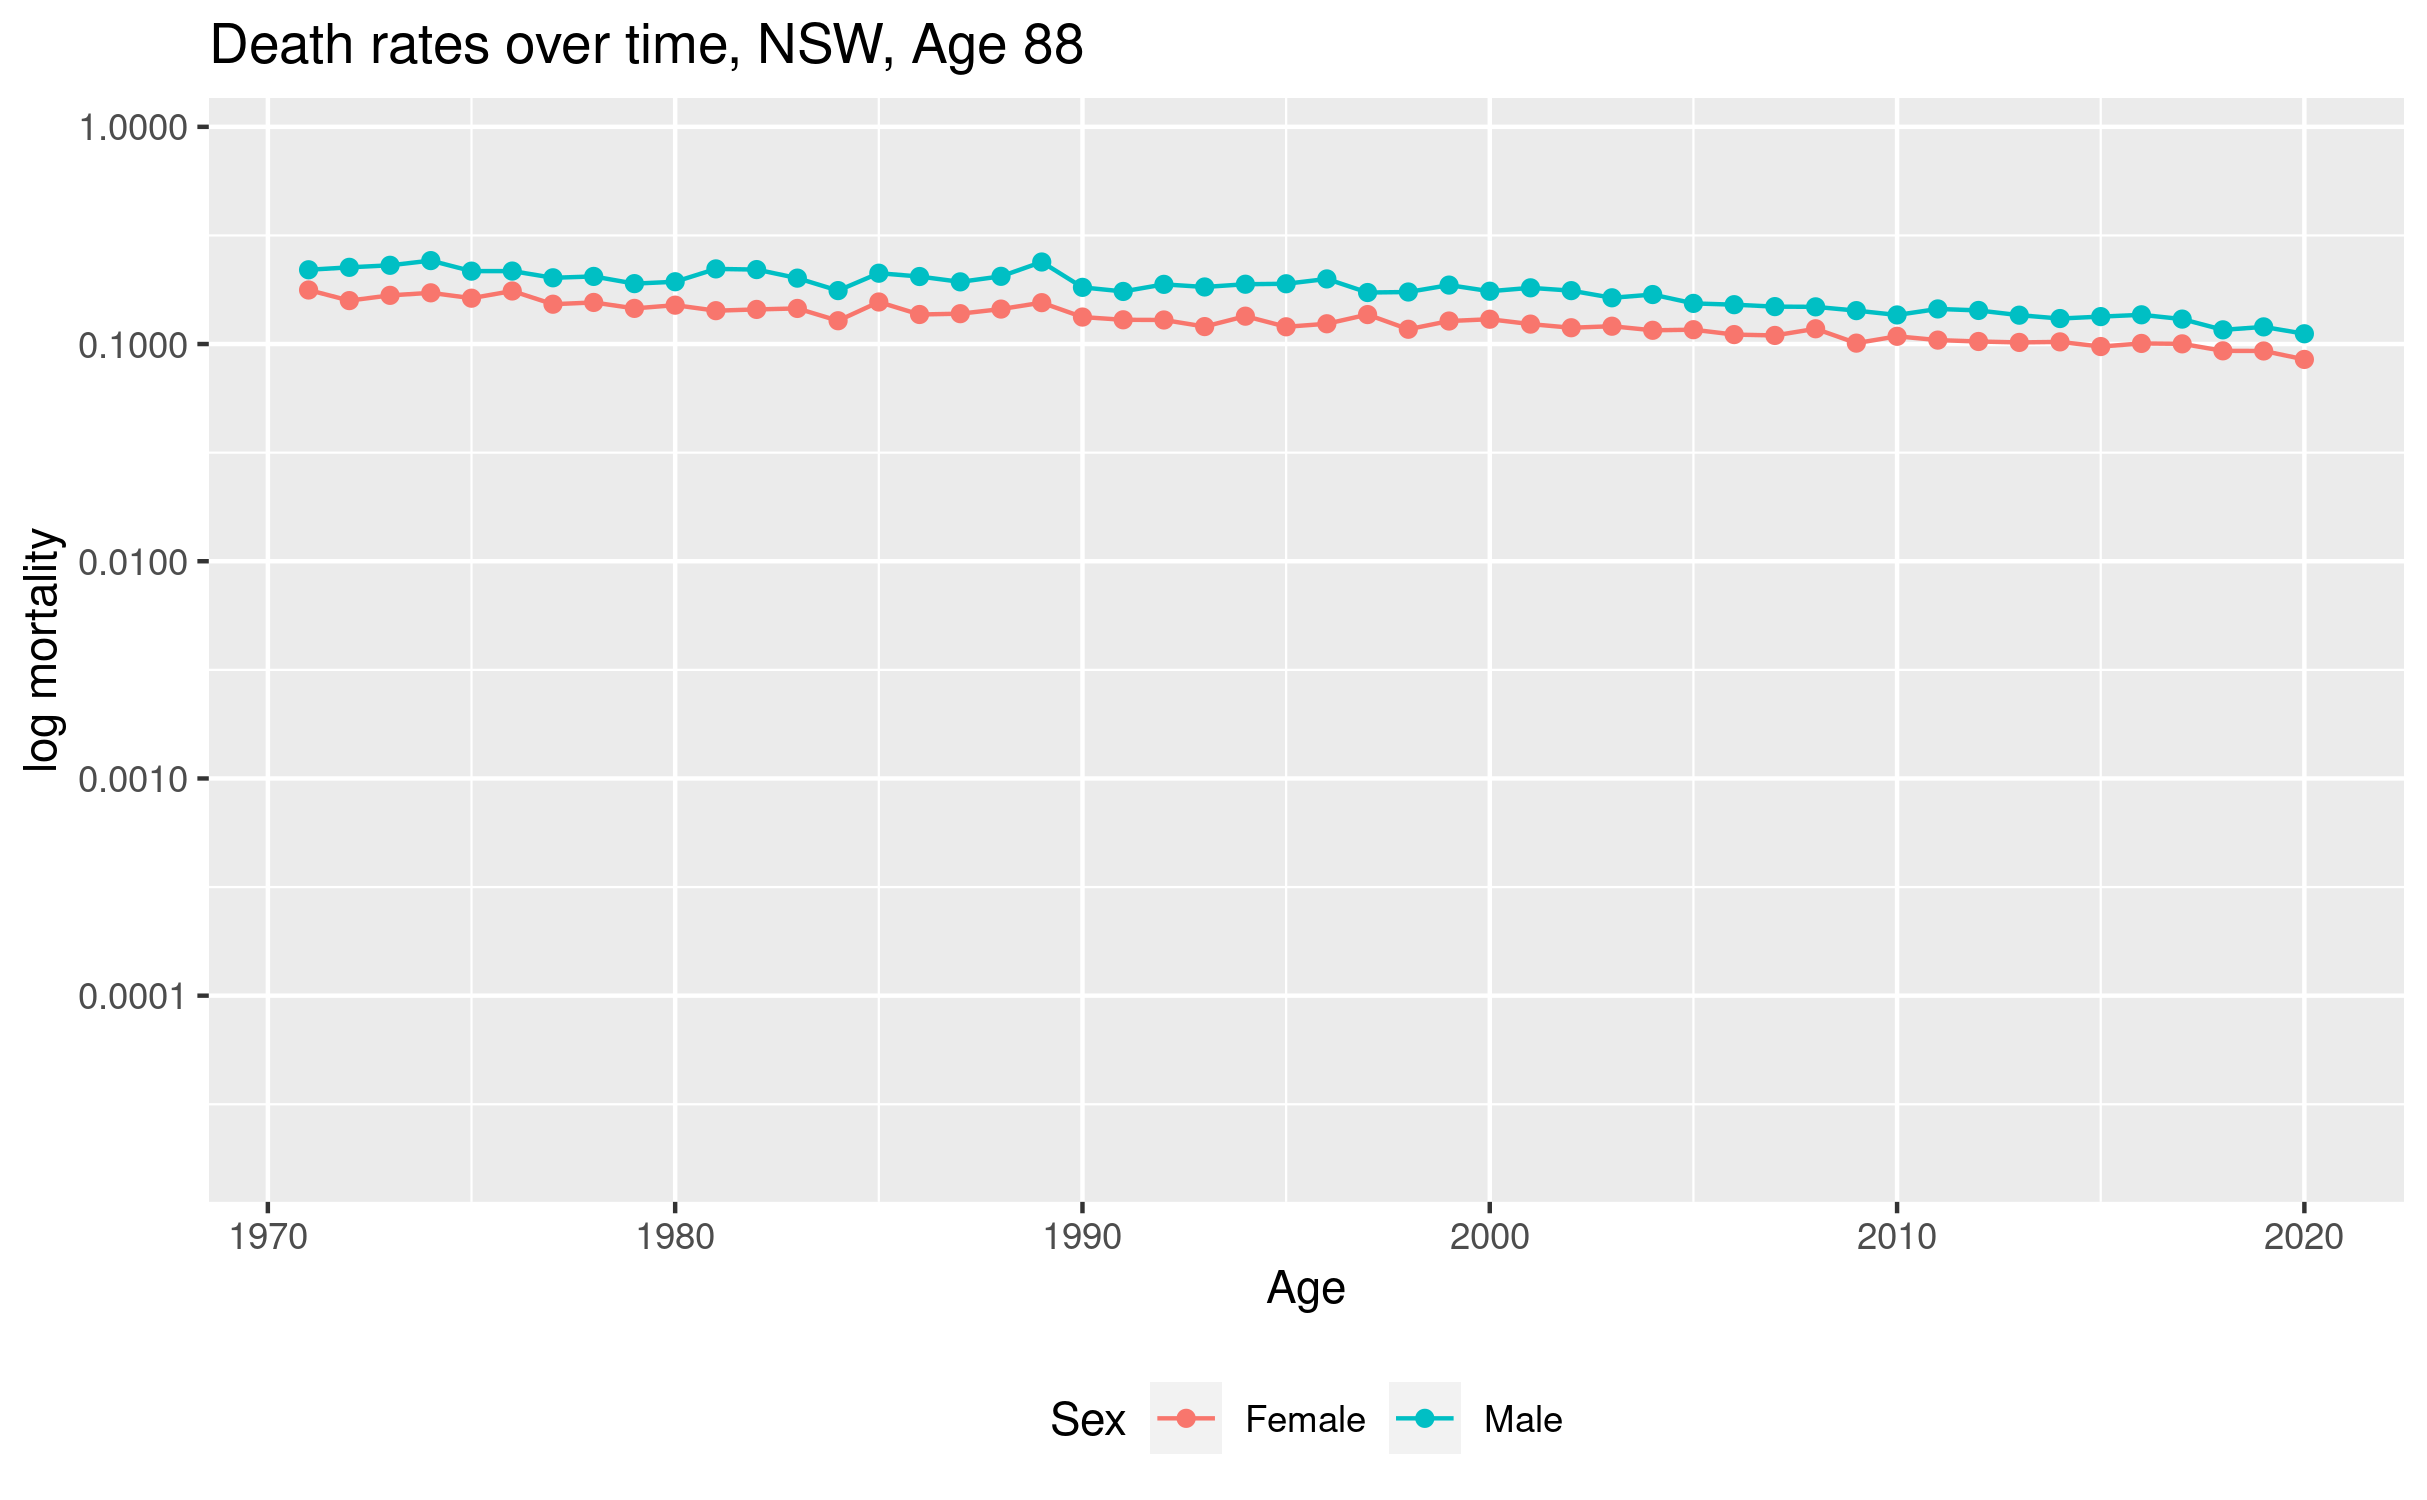 Death rates over time, NSW, Age 88
1.0000
0.1000
0.0100
0.0010
0.0001
log mortality
1970 1980 1990 2000 2010 2020
Age
Sex Female Male